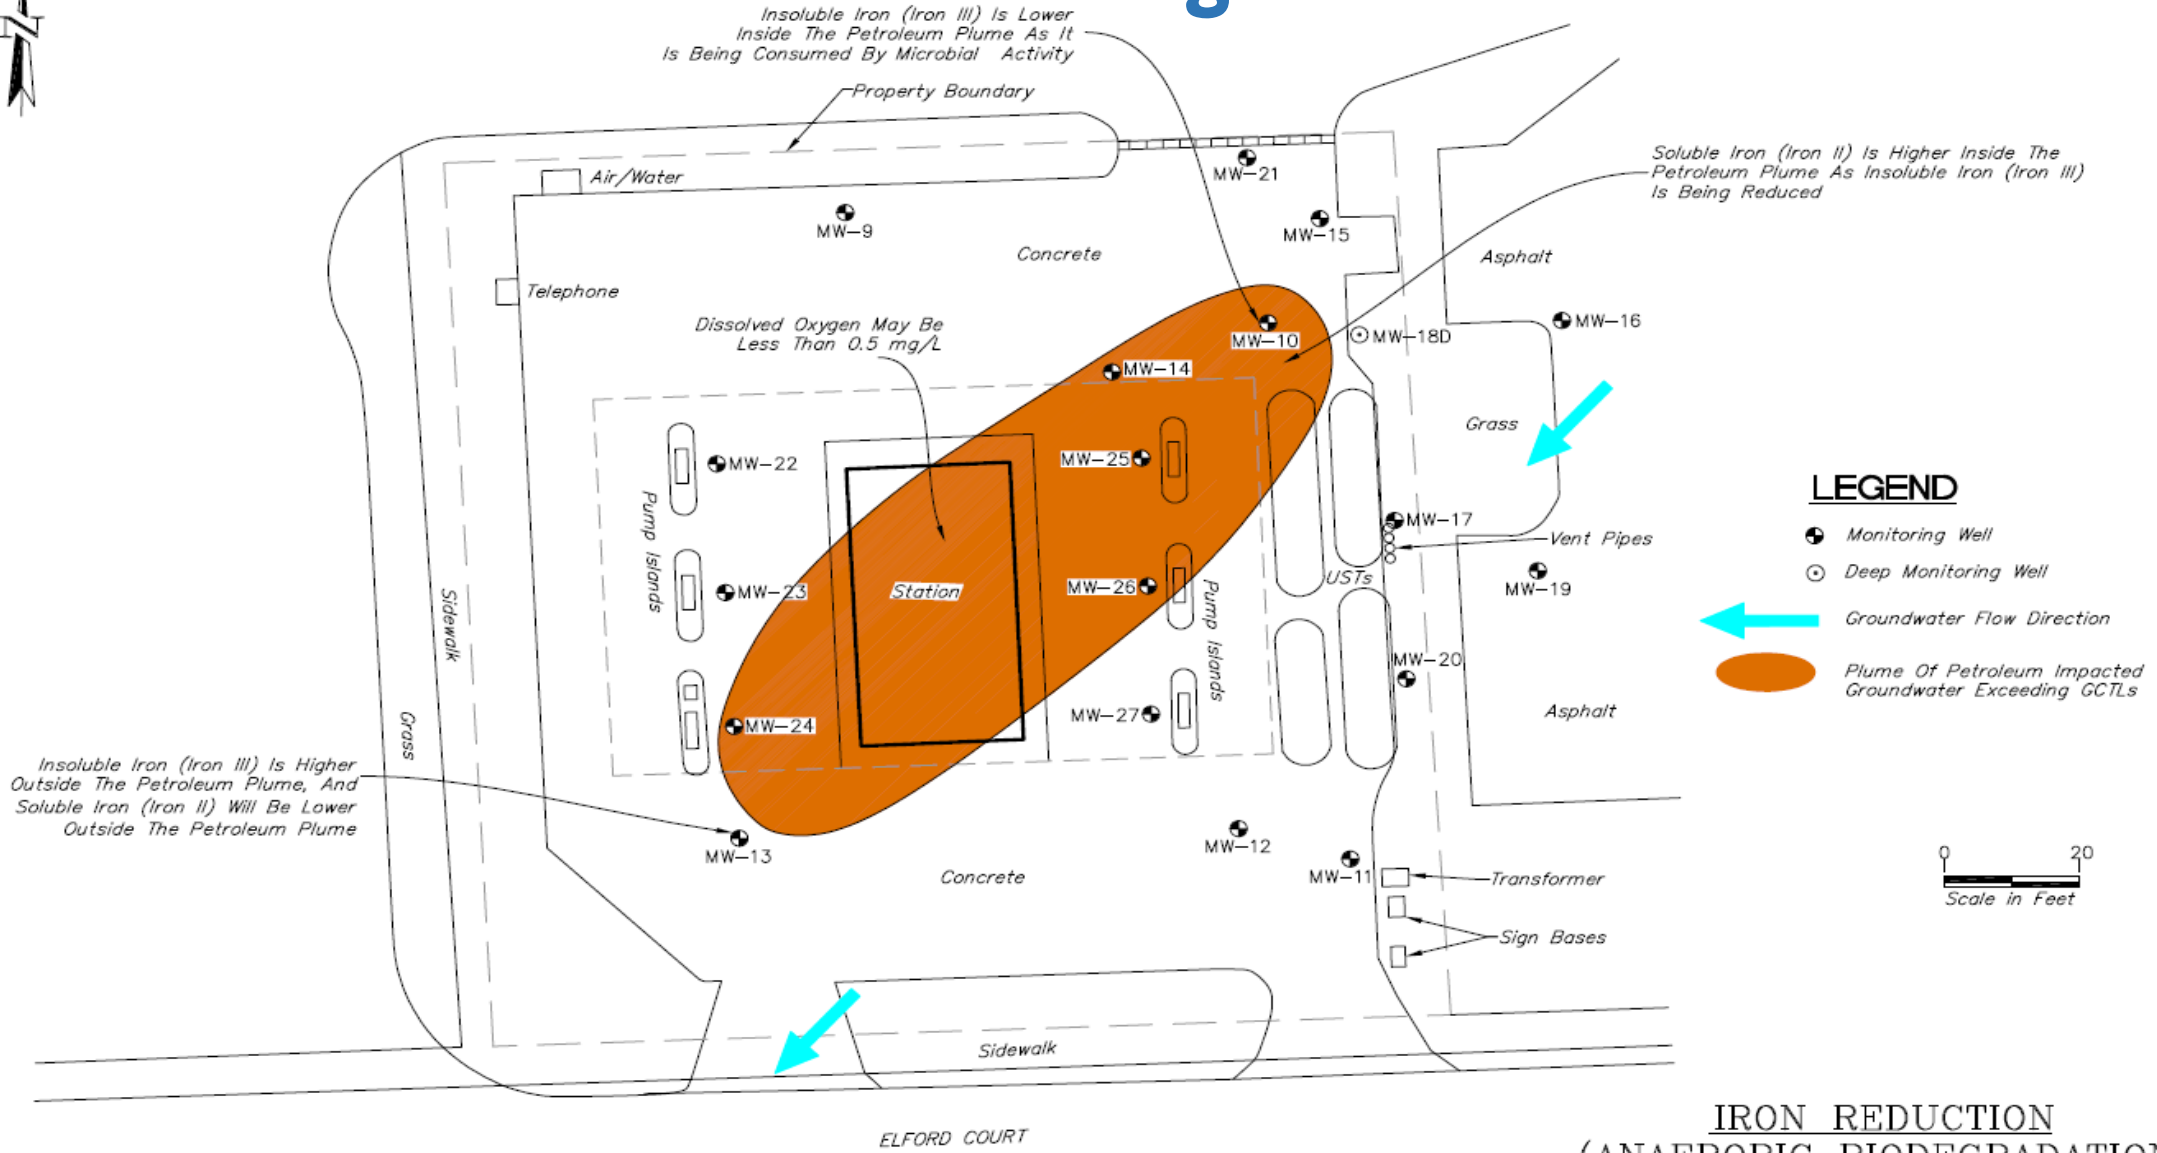 N
Insoluble Iron (Iron III) Is Lower
Inside The Petroleum Plume As It
Is Being Consumed By Microbial Activity
Property Boundary
Air/Water
MW-21
Soluble Iron (Iron II) Is Higher Inside The
Petroleum Plume As Insoluble Iron (Iron III)
Is Being Reduced
MW-9
MW-15
Concrete
Asphalt
Telephone
Dissolved Oxygen May Be
Less Than 0.5 mg/L
MW-10
MW-18D
MW-16
MW-14
Grass
MW-22
MW-25
Pump Islands
MW-17
Vent Pipes
USTs
MW-23
Station
MW-26
Pump Islands
MW-19
Sidewalk
MW-20
MW-24
MW-27
Asphalt
Grass
LEGEND
Monitoring Well
Deep Monitoring Well
Groundwater Flow Direction
Plume Of Petroleum Impacted
Groundwater Exceeding GCTLs
Insoluble Iron (Iron III) Is Higher
Outside The Petroleum Plume, And
Soluble Iron (Iron II) Will Be Lower
Outside The Petroleum Plume
MW-13
MW-12
MW-11
Concrete
Transformer
Sign Bases
0 20
Scale in Feet
Sidewalk
ELFORD COURT
IRON REDUCTION
(ANAEROBIC BIODEGRADATION